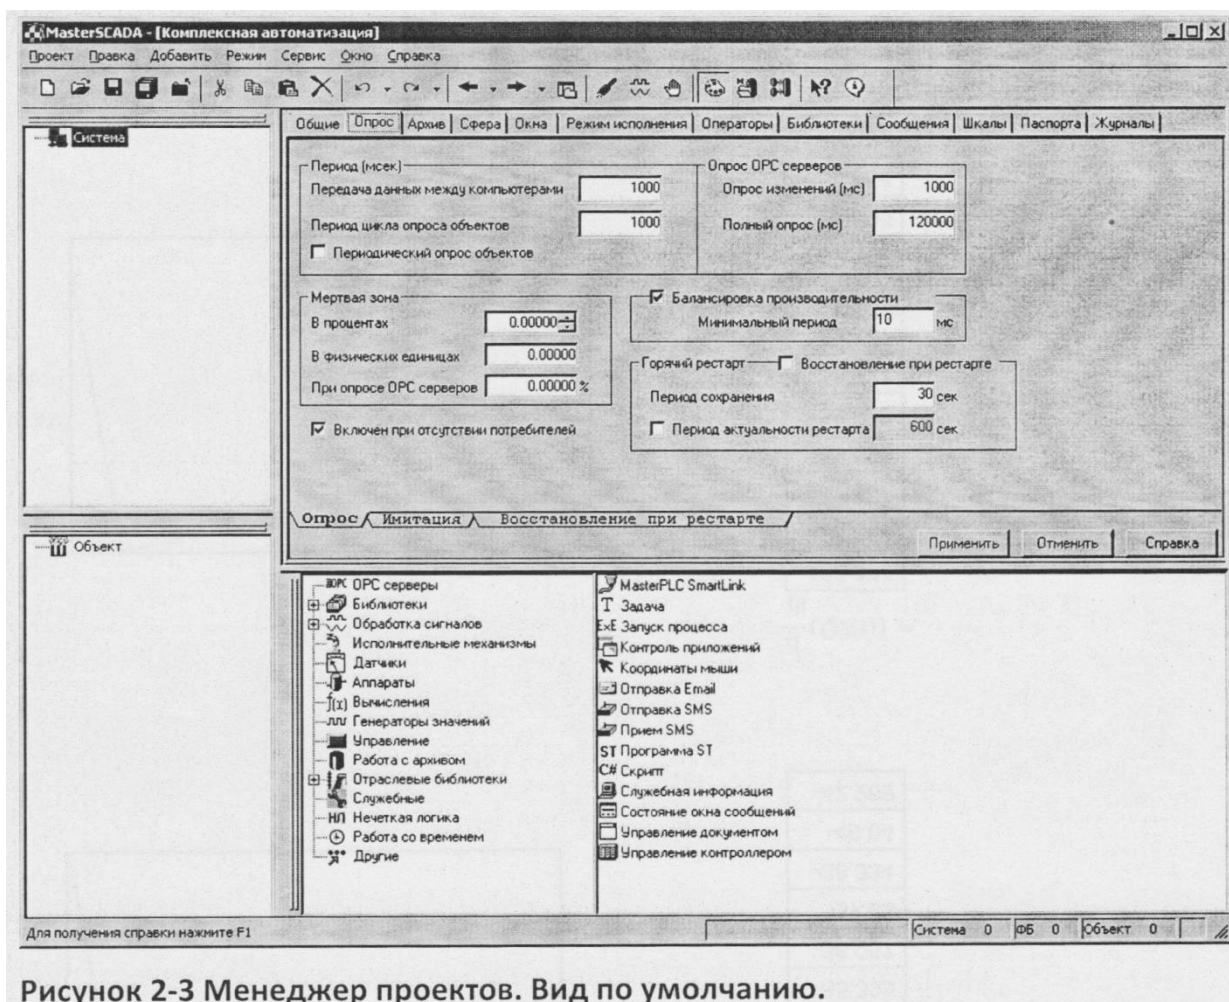 MasterSCADA - [Комплексная автоматизация]
Проект Правка Добавить Режим Сервис Окно Справка
Система
Общие Опрос Архив Сфера Окна Режим исполнения Операторы Библиотеки Сообщения Шкалы Паспорта Журналы
Период (мсек)
Передача данных между компьютерами 1000
Период цикла опроса объектов 1000
Периодический опрос объектов
Опрос OPC серверов
Опрос изменений (мс) 1000
Полный опрос (мс) 120000
Мертвая зона
В процентах 0.00000
В физических единицах 0.00000
При опросе OPC серверов 0.00000 %
Включен при отсутствии потребителей
Балансировка производительности
Минимальный период 10 мс
Горячий рестарт Восстановление при рестарте
Период сохранения 30 сек
Период актуальности рестарта 600 сек
Опрос Имитация Восстановление при рестарте
Применить Отменить Справка
Объект
OPC серверы
Библиотеки
Обработка сигналов
Исполнительные механизмы
Датчики
Аппараты
f(x) Вычисления
Генераторы значений
Управление
Работа с архивом
Отраслевые библиотеки
Служебные
НЛ Нечеткая логика
Работа со временем
Другие
MasterPLC SmartLink
T Задача
ExE Запуск процесса
Контроль приложений
Координаты мыши
Отправка Email
Отправка SMS
Прием SMS
ST Программа ST
C# Скрипт
Служебная информация
Состояние окна сообщений
Управление документом
Управление контроллером
Для получения справки нажмите F1
Система 0 ФБ 0 Объект 0
Рисунок 2-3 Менеджер проектов. Вид по умолчанию.